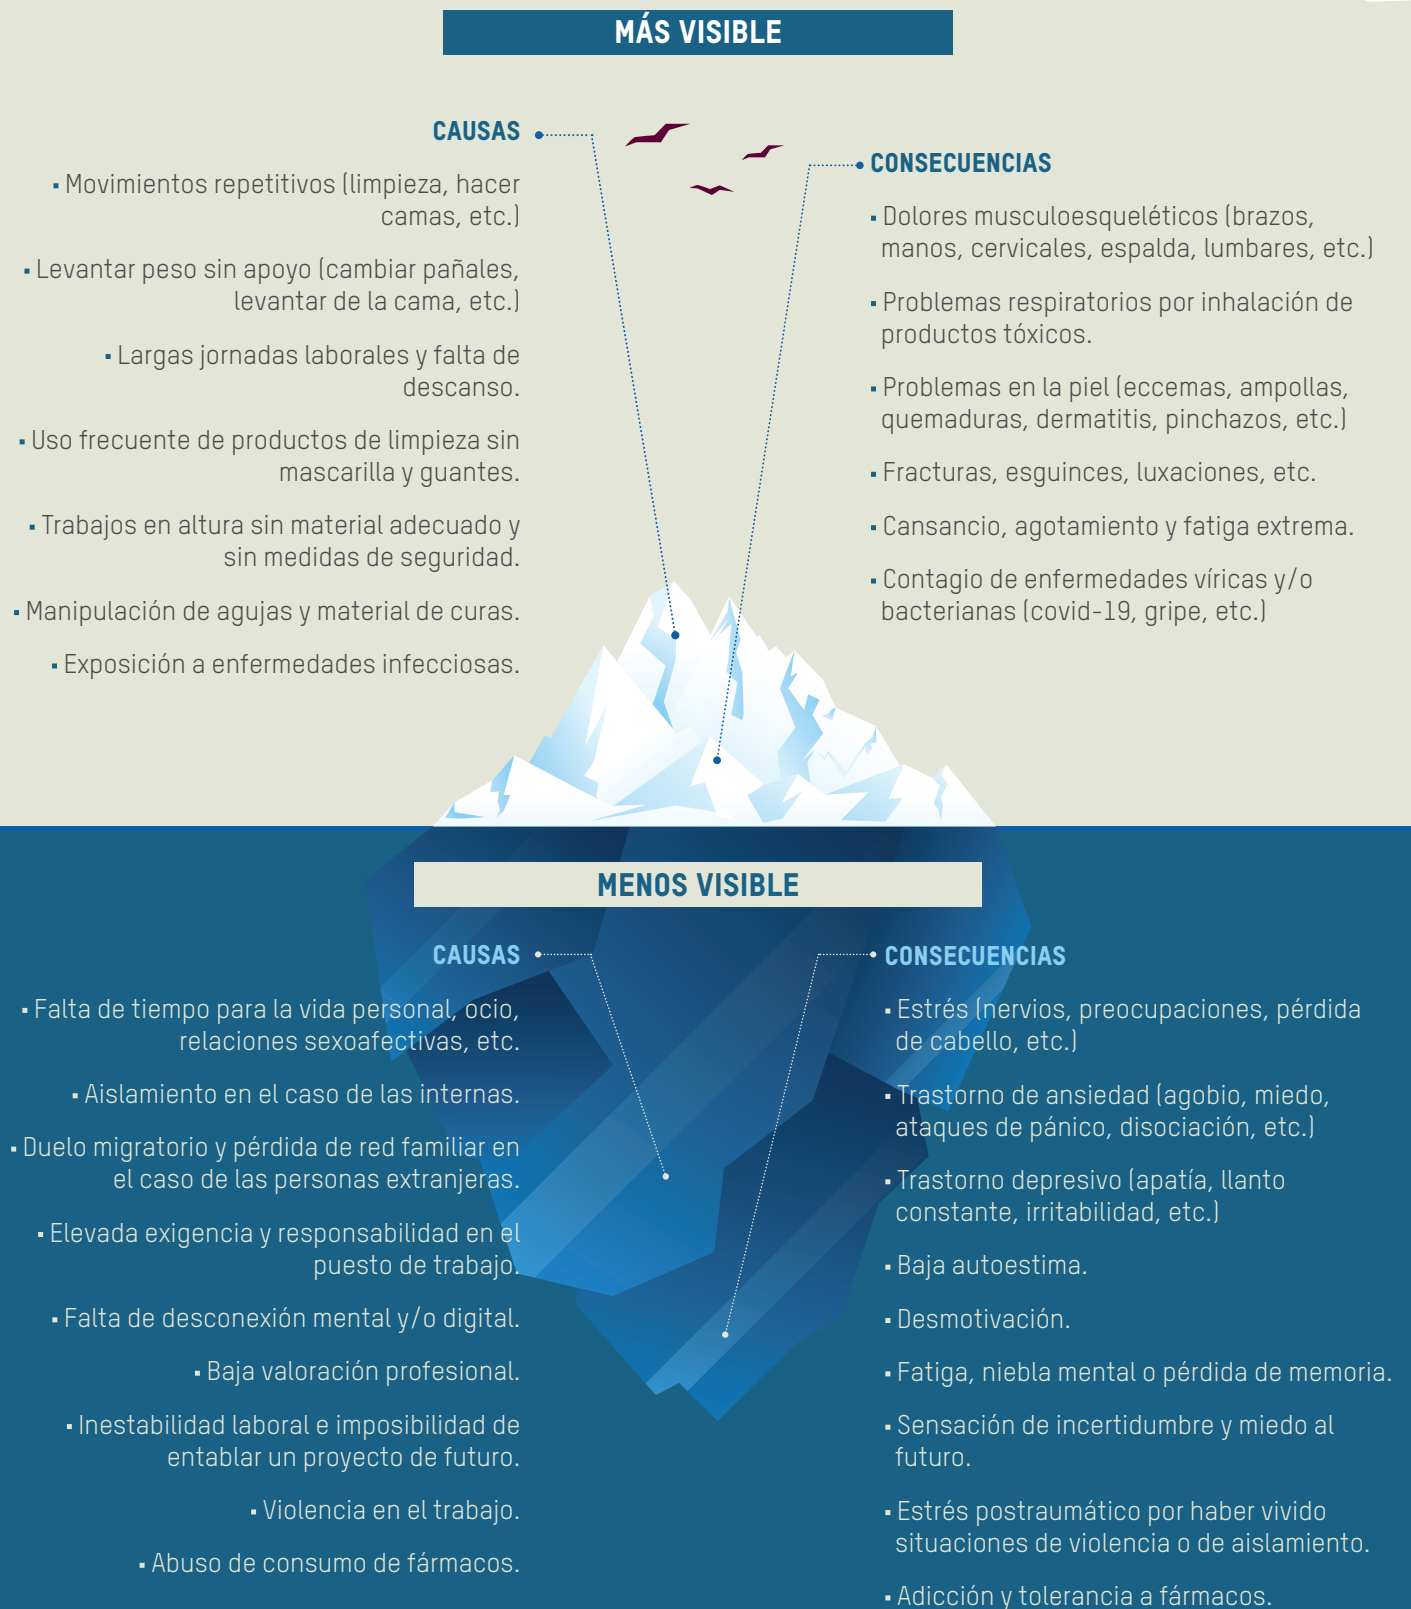 MÁS VISIBLE
CAUSAS
▪ Movimientos repetitivos (limpieza, hacer
camas, etc.)
▪ Levantar peso sin apoyo (cambiar pañales,
levantar de la cama, etc.)
▪ Largas jornadas laborales y falta de
descanso.
▪ Uso frecuente de productos de limpieza sin
mascarilla y guantes.
▪ Trabajos en altura sin material adecuado y
sin medidas de seguridad.
▪ Manipulación de agujas y material de curas.
▪ Exposición a enfermedades infecciosas.
CONSECUENCIAS
▪ Dolores musculoesqueléticos (brazos,
manos, cervicales, espalda, lumbares, etc.)
▪ Problemas respiratorios por inhalación de
productos tóxicos.
▪ Problemas en la piel (eccemas, ampollas,
quemaduras, dermatitis, pinchazos, etc.)
▪ Fracturas, esguinces, luxaciones, etc.
▪ Cansancio, agotamiento y fatiga extrema.
▪ Contagio de enfermedades víricas y/o
bacterianas (covid-19, gripe, etc.)
MENOS VISIBLE
CAUSAS
▪ Falta de tiempo para la vida personal, ocio,
relaciones sexoafectivas, etc.
▪ Aislamiento en el caso de las internas.
▪ Duelo migratorio y pérdida de red familiar en
el caso de las personas extranjeras.
▪ Elevada exigencia y responsabilidad en el
puesto de trabajo.
▪ Falta de desconexión mental y/o digital.
▪ Baja valoración profesional.
▪ Inestabilidad laboral e imposibilidad de
entablar un proyecto de futuro.
▪ Violencia en el trabajo.
▪ Abuso de consumo de fármacos.
CONSECUENCIAS
▪ Estrés (nervios, preocupaciones, pérdida
de cabello, etc.)
▪ Trastorno de ansiedad (agobio, miedo,
ataques de pánico, disociación, etc.)
▪ Trastorno depresivo (apatía, llanto
constante, irritabilidad, etc.)
▪ Baja autoestima.
▪ Desmotivación.
▪ Fatiga, niebla mental o pérdida de memoria.
▪ Sensación de incertidumbre y miedo al
futuro.
▪ Estrés postraumático por haber vivido
situaciones de violencia o de aislamiento.
▪ Adicción y tolerancia a fármacos.